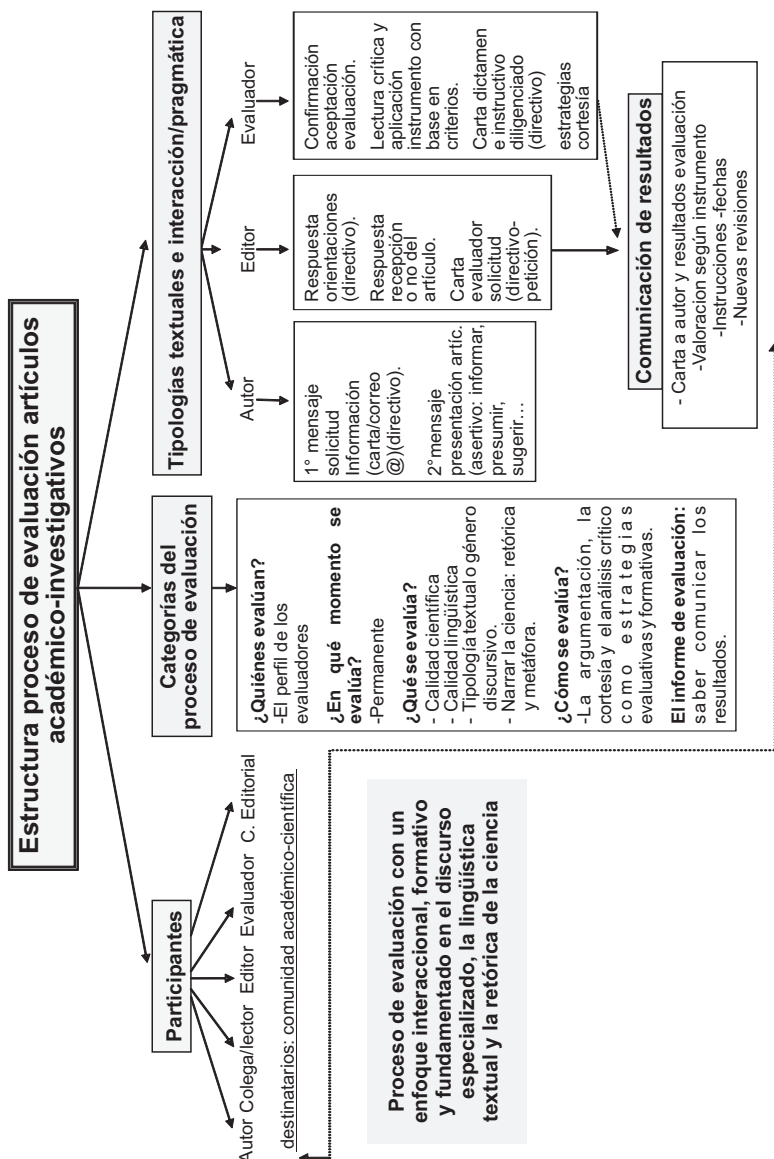 Estructura proceso de evaluación artículos
académico-investigativos
Participantes
Autor Colega/lector Editor Evaluador C. Editorial
destinatarios: comunidad académico-científica
Proceso de evaluación con un
enfoque interaccional, formativo
y fundamentado en el discurso
especializado, la lingüística
textual y la retórica de la ciencia
Categorías del
proceso de evaluación
¿Quiénes evalúan?
-El perfil de los
evaluadores
¿En qué momento se
evalúa?
-Permanente
¿Qué se evalúa?
- Calidad científica
- Calidad lingüística
- Tipología textual o género
discursivo.
- Narrar la ciencia: retórica
y metáfora.
¿Cómo se evalúa?
-La argumentación, la
cortesía y el análisis crítico
como estrategias
evaluativas y formativas.
El informe de evaluación:
saber comunicar los
resultados.
Tipologías textuales e interacción/pragmática
Autor
1° mensaje
solicitud
Información
(carta/correo
@)(directivo).
2° mensaje
presentación artíc.
(asertivo: informar,
presumir,
sugerir...
Editor
Respuesta
orientaciones
(directivo).
Respuesta
recepción
o no del
artículo.
Carta
evaluador
solicitud
(directivo-
petición).
Evaluador
Confirmación
aceptación
evaluación.
Lectura crítica y
aplicación
instrumento con
base en
criterios.
Carta dictamen
e instructivo
diligenciado
(directivo)
estrategias
cortesía
Comunicación de resultados
- Carta a autor y resultados evaluación
-Valoracion según instrumento
-Instrucciones -fechas
-Nuevas revisiones